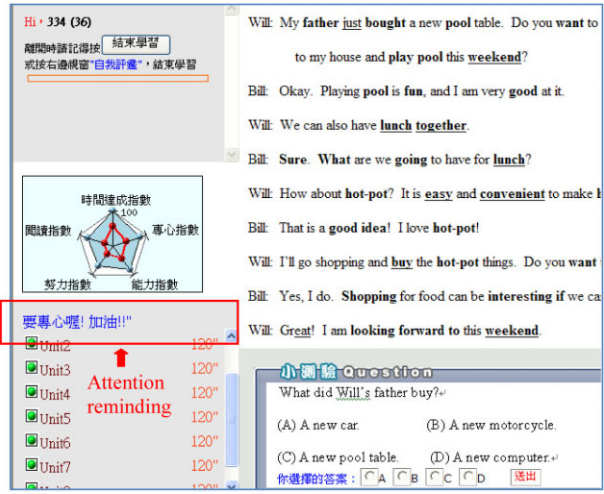 Hi，334 (36)
離開時請記得按 結束學習
或按右邊視窗"自我評鑑"，結束學習
時間達成指數
100
閱讀指數
專心指數
努力指數
能力指數
要專心喔! 加油!!"
Unit2 120"
Unit3 120"
Unit4 120"
Unit5 120"
Unit6 120"
Unit7 120"
Attention
reminding
Will: My father just bought a new pool table. Do you want to
to my house and play pool this weekend?
Bill: Okay. Playing pool is fun, and I am very good at it.
Will: We can also have lunch together.
Bill: Sure. What are we going to have for lunch?
Will: How about hot-pot? It is easy and convenient to make
Bill: That is a good idea! I love hot-pot!
Will: I'll go shopping and buy the hot-pot things. Do you want
Bill: Yes, I do. Shopping for food can be interesting if we ca
Will: Great! I am looking forward to this weekend.
小測驗 Question
What did Will's father buy?
(A) A new car. (B) A new motorcycle.
(C) A new pool table. (D) A new computer.
你選擇的答案： A B C D 送出